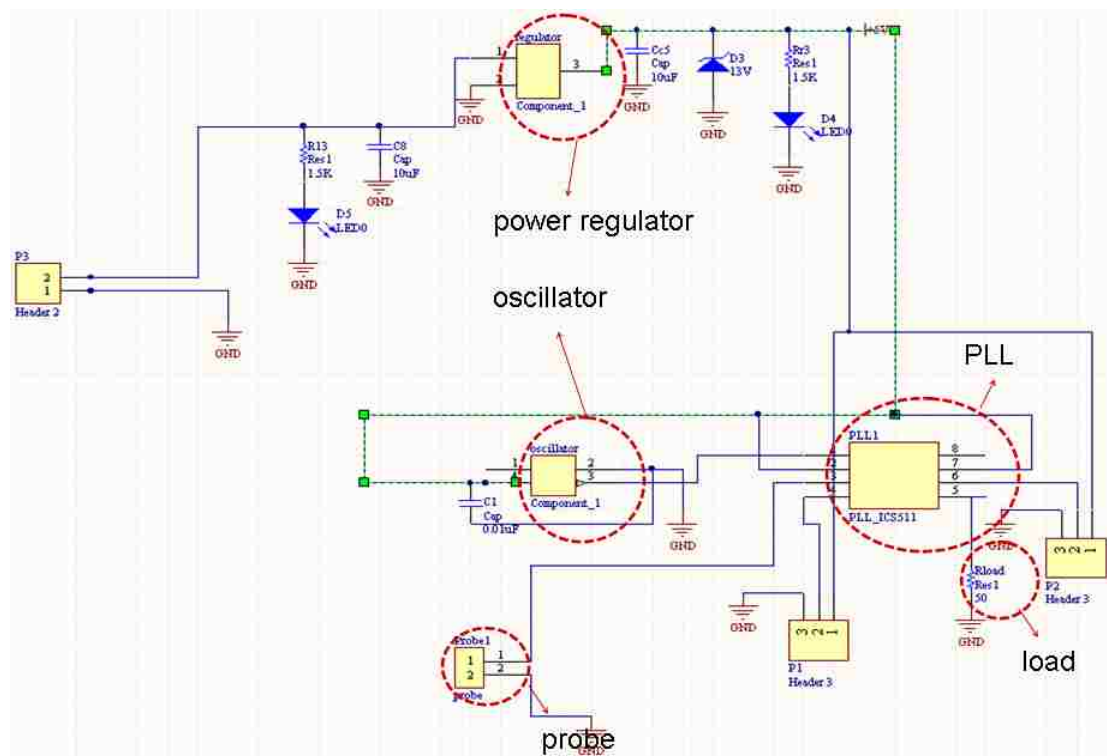 regulator
1
2
3
Component_1
GND
Cc5
Cap
10uF
GND
D3
13V
GND
Rr3
Res1
1.5K
D4
LED0
GND
+5V
R13
Res1
1.5K
C8
Cap
10uF
GND
D5
LED0
GND
power regulator
P3
2
1
Header 2
GND
oscillator
PLL
oscillator
1
2
3
Component_1
C1
Cap
0.01uF
GND
PLL1
1
2
3
4
8
7
6
5
PLL_ICS511
GND
3
2
1
P2
Header 3
Rload
Res1
50
GND
load
GND
3
2
1
P1
Header 3
Probe1
1
2
1
2
probe
GND
probe